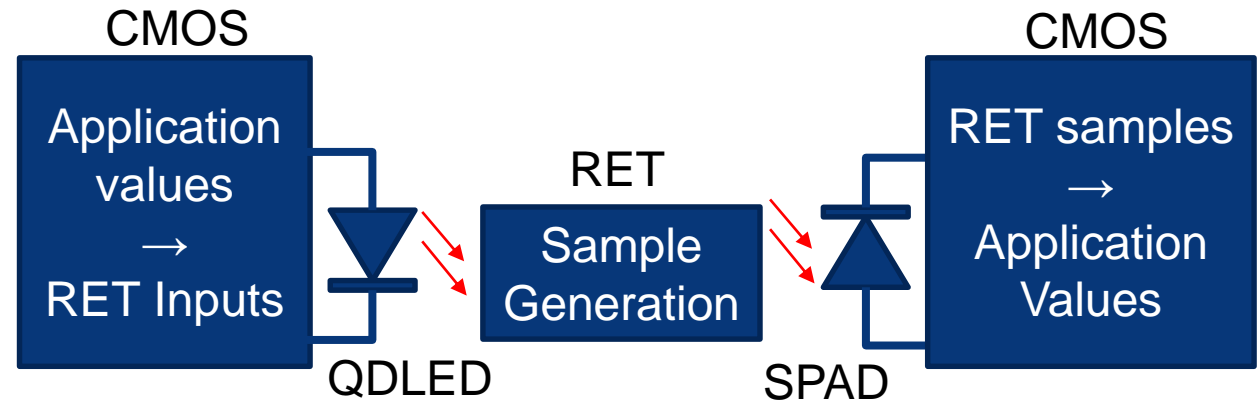 CMOS
Application
values
→
RET Inputs
QDLED
RET
Sample
Generation
SPAD
CMOS
RET samples
→
Application
Values